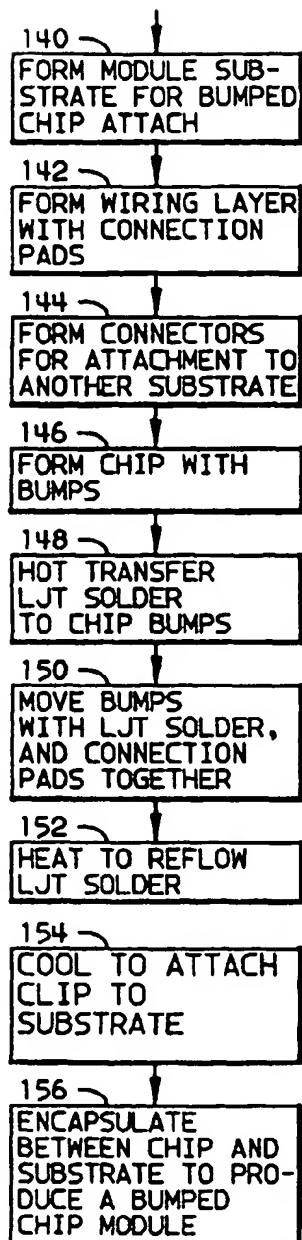 140
FORM MODULE SUB-
STRATE FOR BUMPED
CHIP ATTACH
142
FORM WIRING LAYER
WITH CONNECTION
PADS
144
FORM CONNECTORS
FOR ATTACHMENT TO
ANOTHER SUBSTRATE
146
FORM CHIP WITH
BUMPS
148
HOT TRANSFER
LJT SOLDER
TO CHIP BUMPS
150
MOVE BUMPS
WITH LJT SOLDER,
AND CONNECTION
PADS TOGETHER
152
HEAT TO REFLOW
LJT SOLDER
154
COOL TO ATTACH
CLIP TO
SUBSTRATE
156
ENCAPSULATE
BETWEEN CHIP AND
SUBSTRATE TO PRO-
DUCE A BUMPED
CHIP MODULE